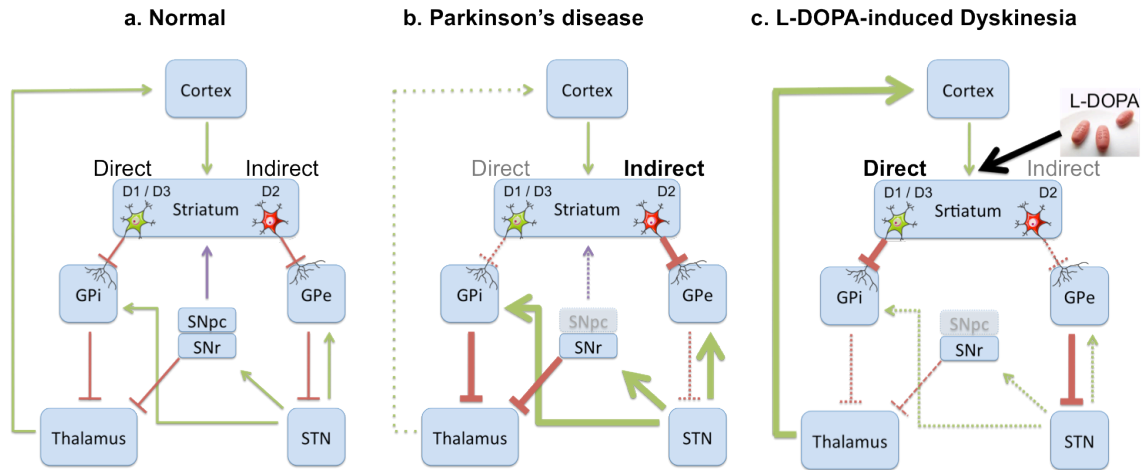 a. Normal
b. Parkinson's disease
c. L-DOPA-induced Dyskinesia
Cortex
Direct
Indirect
D1 / D3
D2
Striatum
GPi
GPe
SNpc
SNr
Thalamus
STN
Cortex
Direct
Indirect
D1 / D3
D2
Striatum
GPi
GPe
SNpc
SNr
Thalamus
STN
Cortex
L-DOPA
Direct
Indirect
D1 / D3
D2
Srtiatum
GPi
GPe
SNpc
SNr
Thalamus
STN